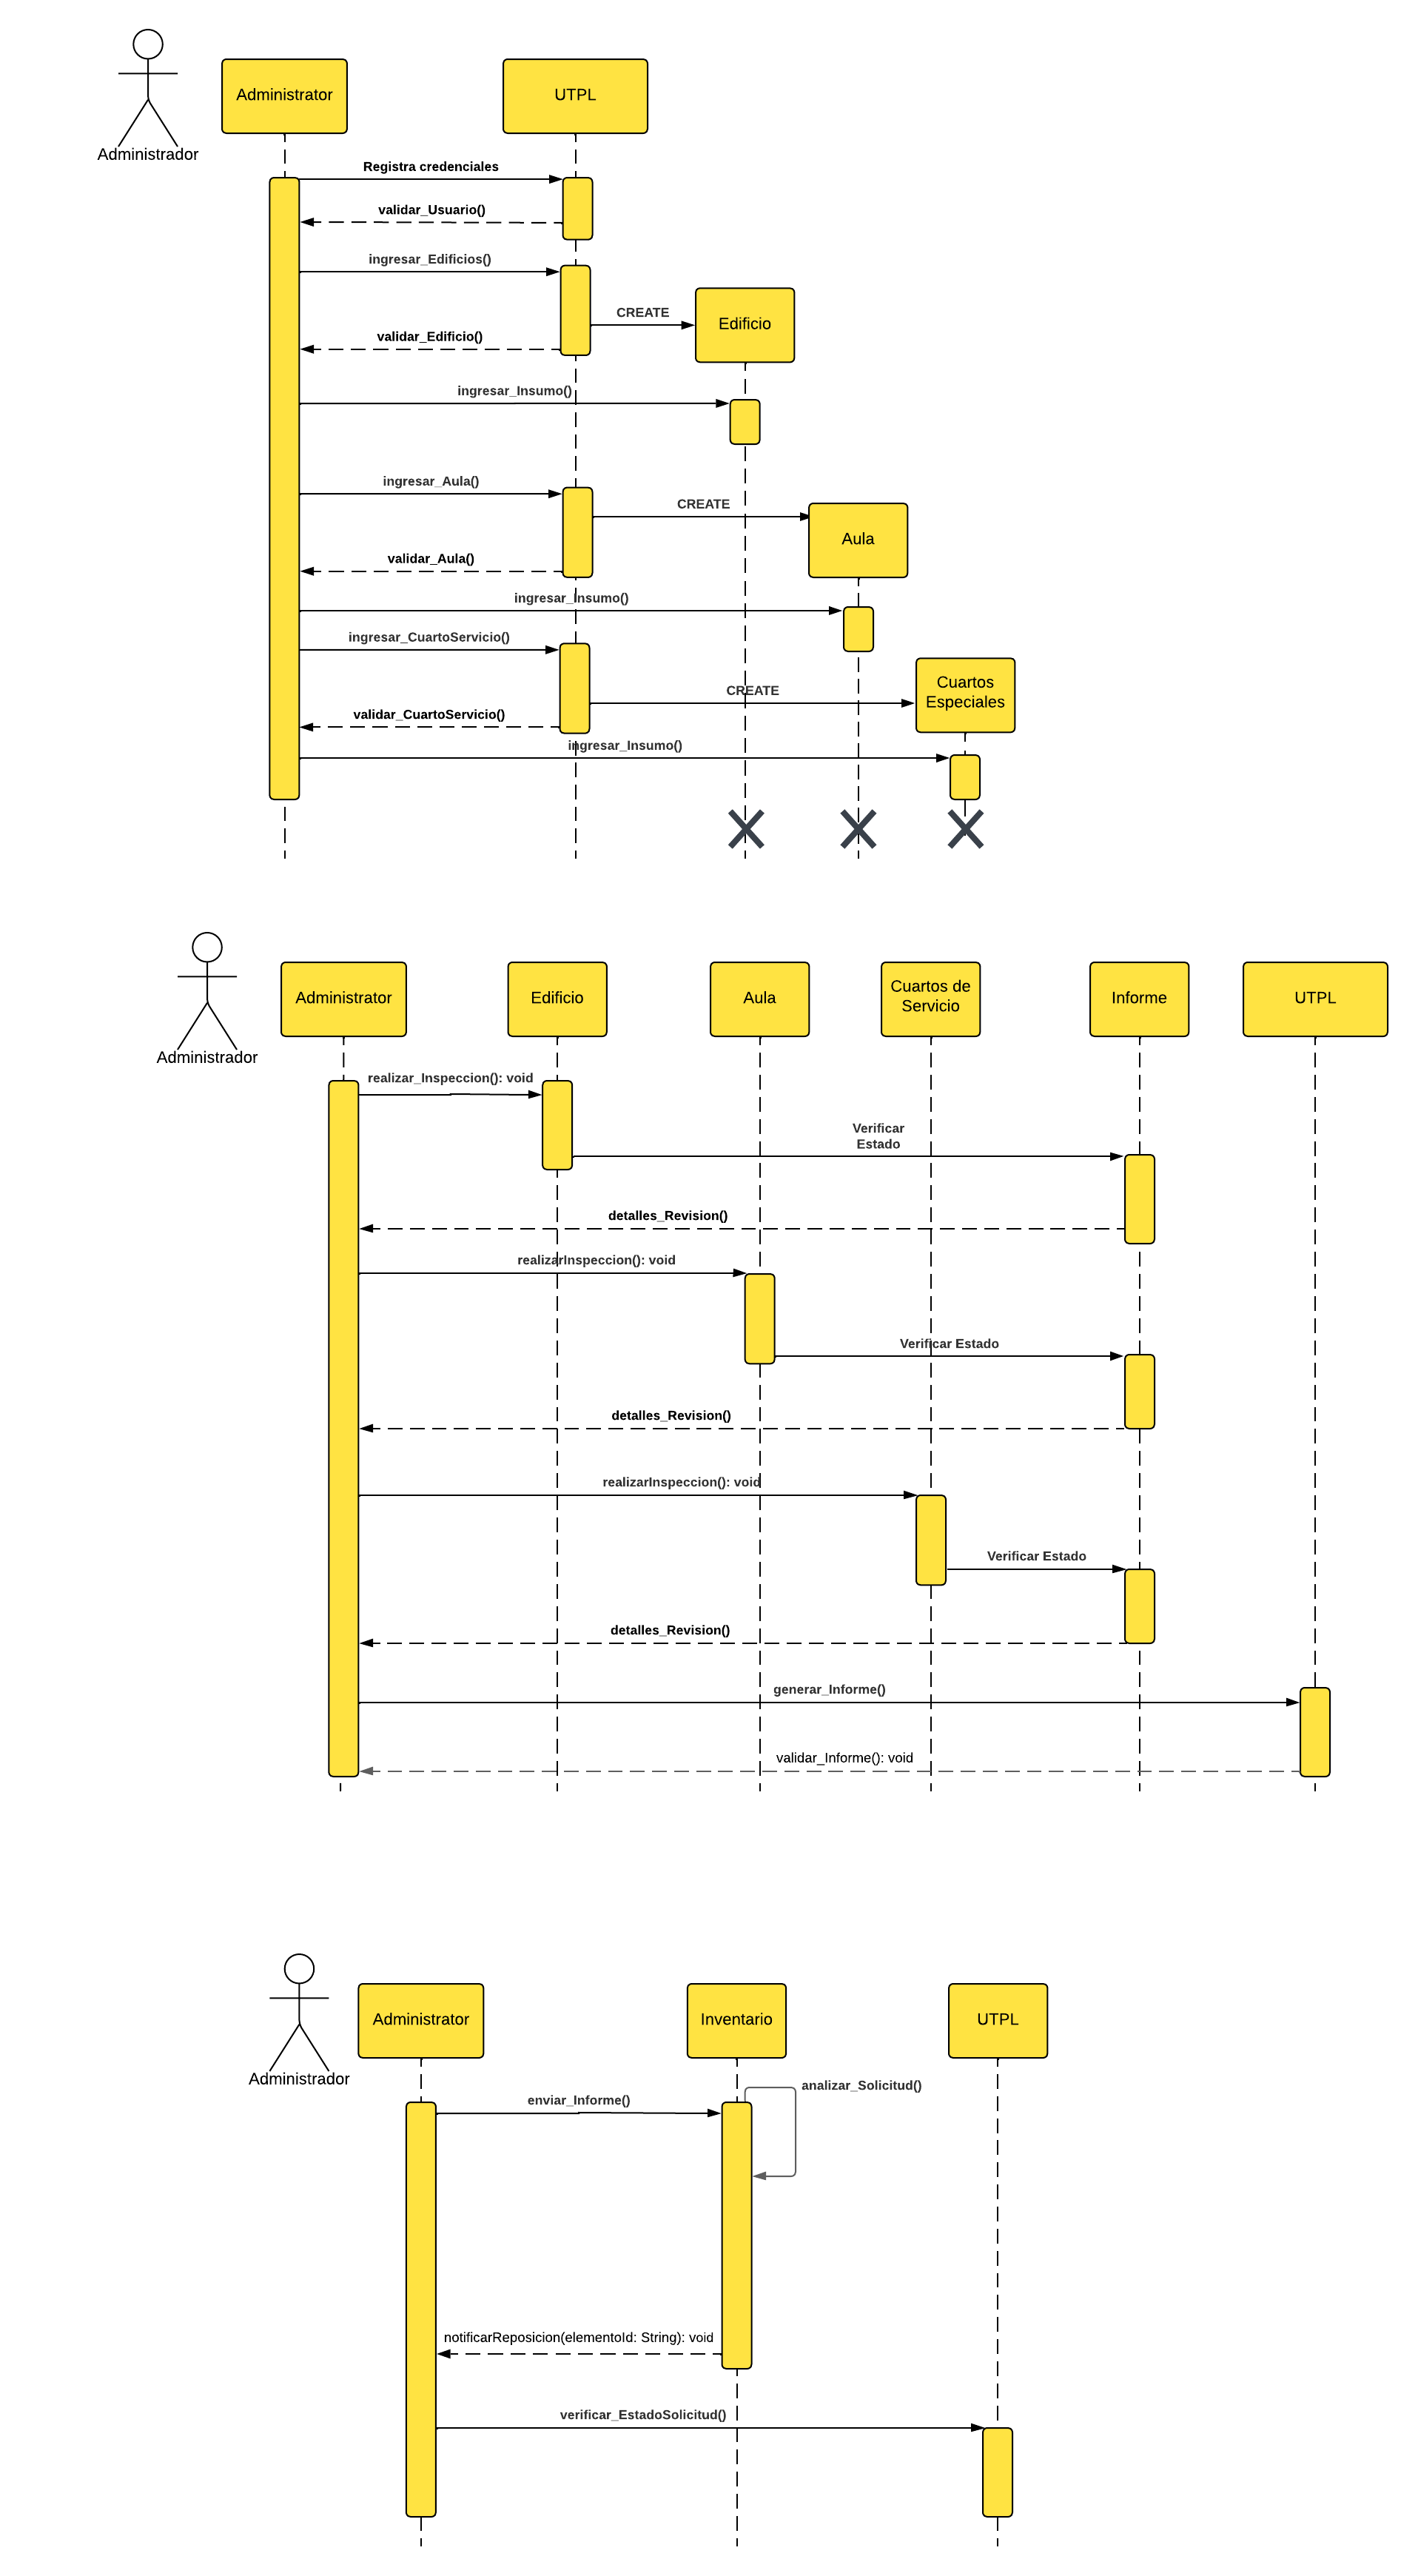 Administrador
Administrator
UTPL
Registra credenciales
validar_Usuario()
ingresar_Edificios()
CREATE
Edificio
validar_Edificio()
ingresar_Insumo()
ingresar_Aula()
CREATE
Aula
validar_Aula()
ingresar_Insumo()
ingresar_CuartoServicio()
Cuartos
Especiales
CREATE
validar_CuartoServicio()
ingresar_Insumo()
Administrador
Administrator
Edificio
Aula
Cuartos de
Servicio
Informe
UTPL
realizar_Inspeccion(): void
Verificar
Estado
detalles_Revision()
realizarInspeccion(): void
Verificar Estado
detalles_Revision()
realizarInspeccion(): void
Verificar Estado
detalles_Revision()
generar_Informe()
validar_Informe(): void
Administrador
Administrator
Inventario
UTPL
analizar_Solicitud()
enviar_Informe()
notificarReposicion(elementoId: String): void
verificar_EstadoSolicitud()